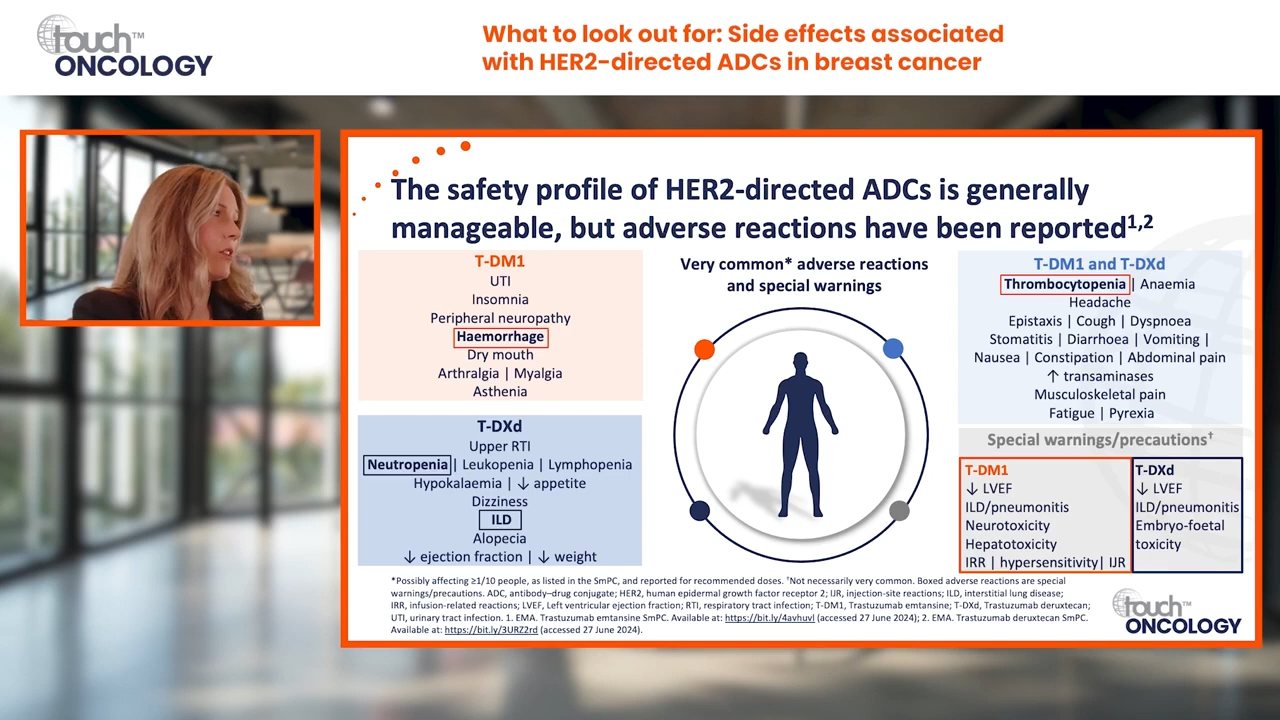 touch™
ONCOLOGY
What to look out for: Side effects associated
with HER2-directed ADCs in breast cancer
The safety profile of HER2-directed ADCs is generally
manageable, but adverse reactions have been reported1,2
T-DM1
UTI
Insomnia
Peripheral neuropathy
Haemorrhage
Dry mouth
Arthralgia | Myalgia
Asthenia
T-DXd
Upper RTI
Neutropenia | Leukopenia | Lymphopenia
Hypokalaemia | ↓ appetite
Dizziness
ILD
Alopecia
↓ ejection fraction | ↓ weight
Very common* adverse reactions
and special warnings
T-DM1 and T-DXd
Thrombocytopenia | Anaemia
Headache
Epistaxis | Cough | Dyspnoea
Stomatitis | Diarrhoea | Vomiting |
Nausea | Constipation | Abdominal pain
↑ transaminases
Musculoskeletal pain
Fatigue | Pyrexia
Special warnings/precautions†
T-DM1
↓ LVEF
ILD/pneumonitis
Neurotoxicity
Hepatotoxicity
IRR | hypersensitivity| IJR
T-DXd
↓ LVEF
ILD/pneumonitis
Embryo-foetal
toxicity
*Possibly affecting ≥1/10 people, as listed in the SmPC, and reported for recommended doses. †Not necessarily very common. Boxed adverse reactions are special
warnings/precautions. ADC, antibody–drug conjugate; HER2, human epidermal growth factor receptor 2; IJR, injection-site reactions; ILD, interstitial lung disease;
IRR, infusion-related reactions; LVEF, Left ventricular ejection fraction; RTI, respiratory tract infection; T-DM1, Trastuzumab emtansine; T-DXd, Trastuzumab deruxtecan;
UTI, urinary tract infection. 1. EMA. Trastuzumab emtansine SmPC. Available at: https://bit.ly/4avhuvl (accessed 27 June 2024); 2. EMA. Trastuzumab deruxtecan SmPC.
Available at: https://bit.ly/3URZ2rd (accessed 27 June 2024).
touch™
ONCOLOGY